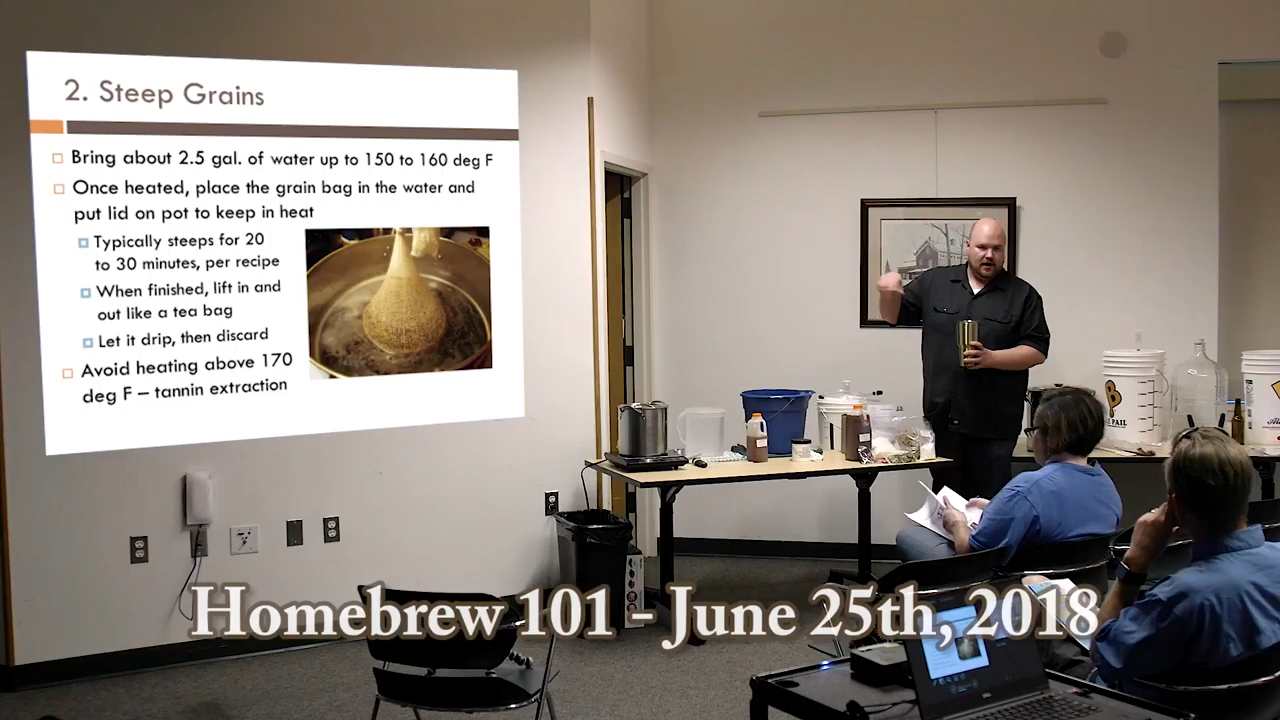 2. Steep Grains
Bring about 2.5 gal. of water up to 150 to 160 deg F
Once heated, place the grain bag in the water and
put lid on pot to keep in heat
Typically steeps for 20
to 30 minutes, per recipe
When finished, lift in and
out like a tea bag
Let it drip, then discard
Avoid heating above 170
deg F – tannin extraction
B
Homebrew 101 - June 25th, 2018